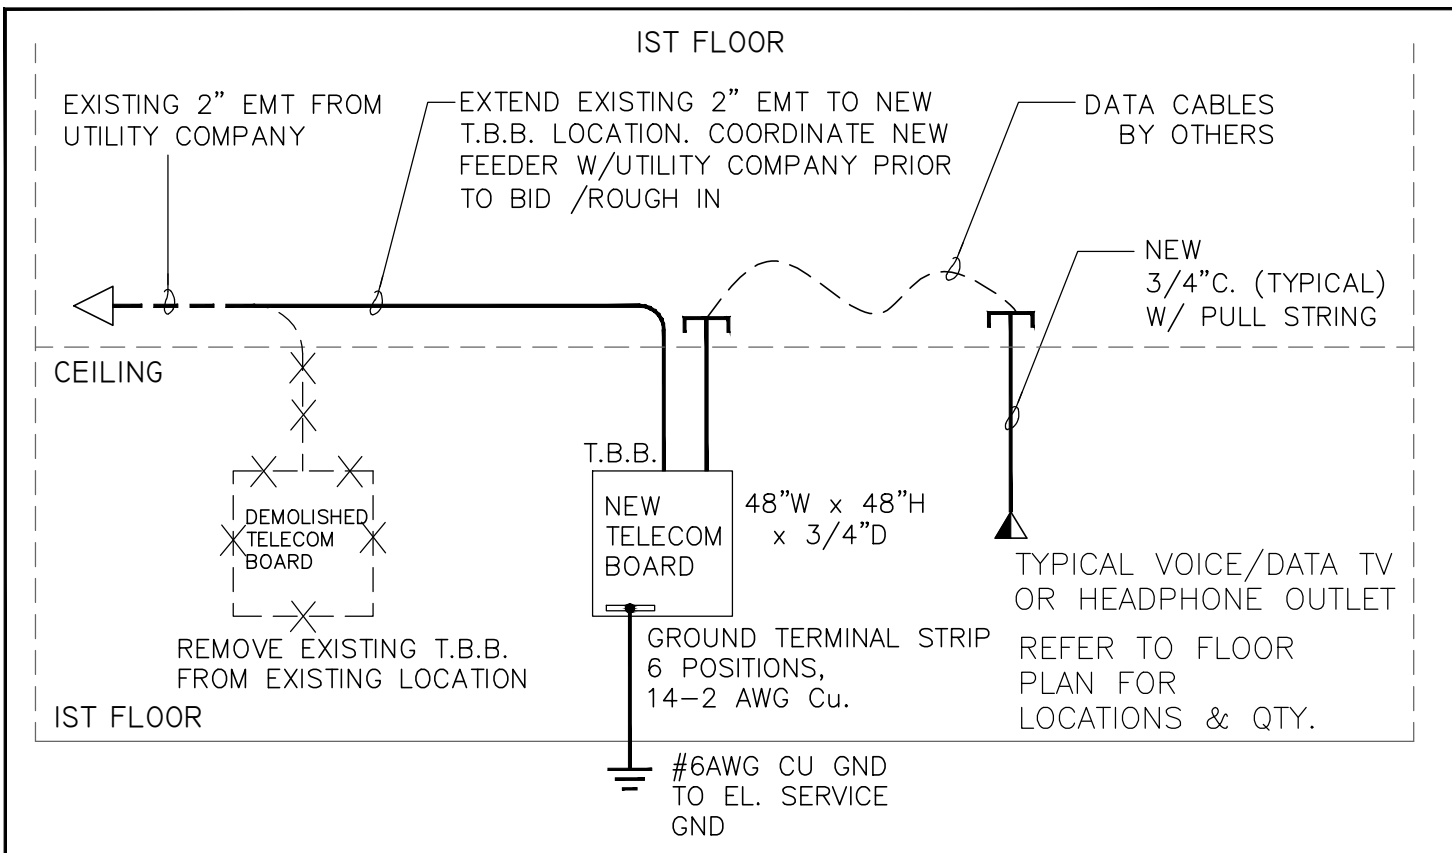 IST FLOOR
EXISTING 2” EMT FROM
UTILITY COMPANY
EXTEND EXISTING 2” EMT TO NEW
T.B.B. LOCATION. COORDINATE NEW
FEEDER W/UTILITY COMPANY PRIOR
TO BID /ROUGH IN
DATA CABLES
BY OTHERS
NEW
3/4”C. (TYPICAL)
W/ PULL STRING
CEILING
T.B.B.
NEW
TELECOM
BOARD
48”W x 48”H
x 3/4”D
DEMOLISHED
TELECOM
BOARD
TYPICAL VOICE/DATA TV
OR HEADPHONE OUTLET
REMOVE EXISTING T.B.B.
FROM EXISTING LOCATION
GROUND TERMINAL STRIP
6 POSITIONS,
14-2 AWG Cu.
REFER TO FLOOR
PLAN FOR
LOCATIONS & QTY.
IST FLOOR
#6AWG CU GND
TO EL. SERVICE
GND